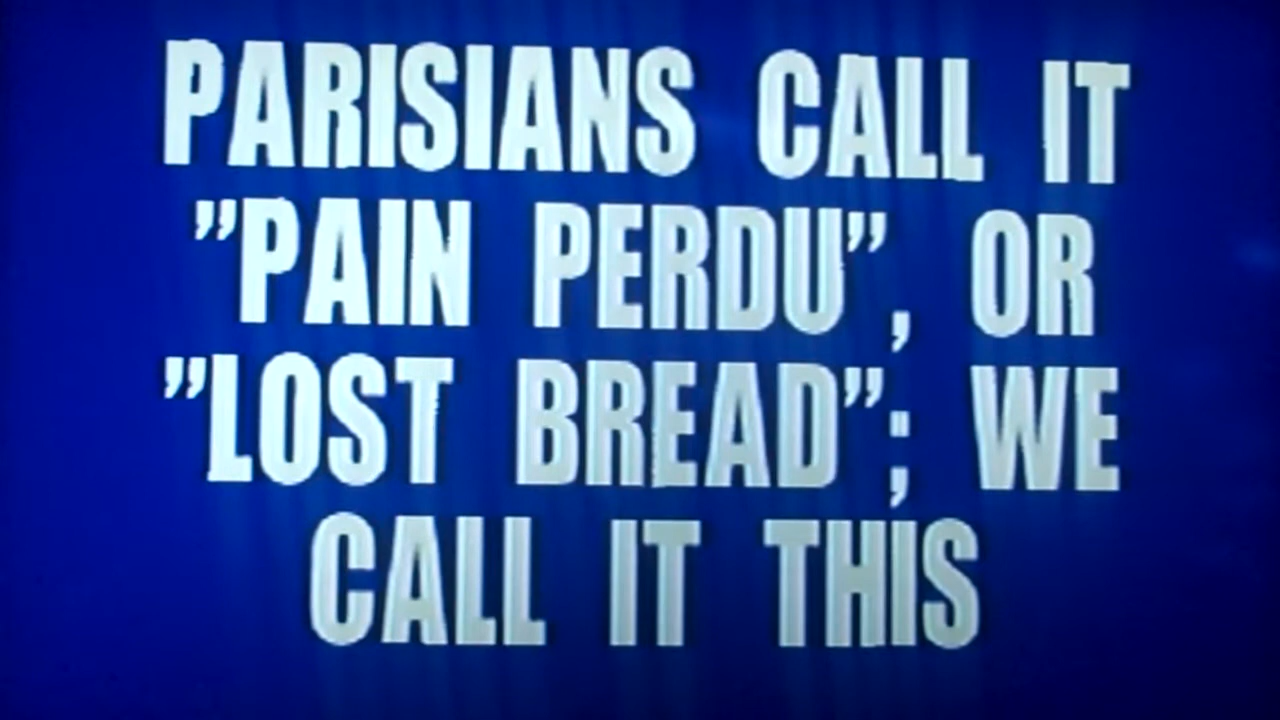 PARISIANS CALL IT
"PAIN PERDU", OR
"LOST BREAD"; WE
CALL IT THIS